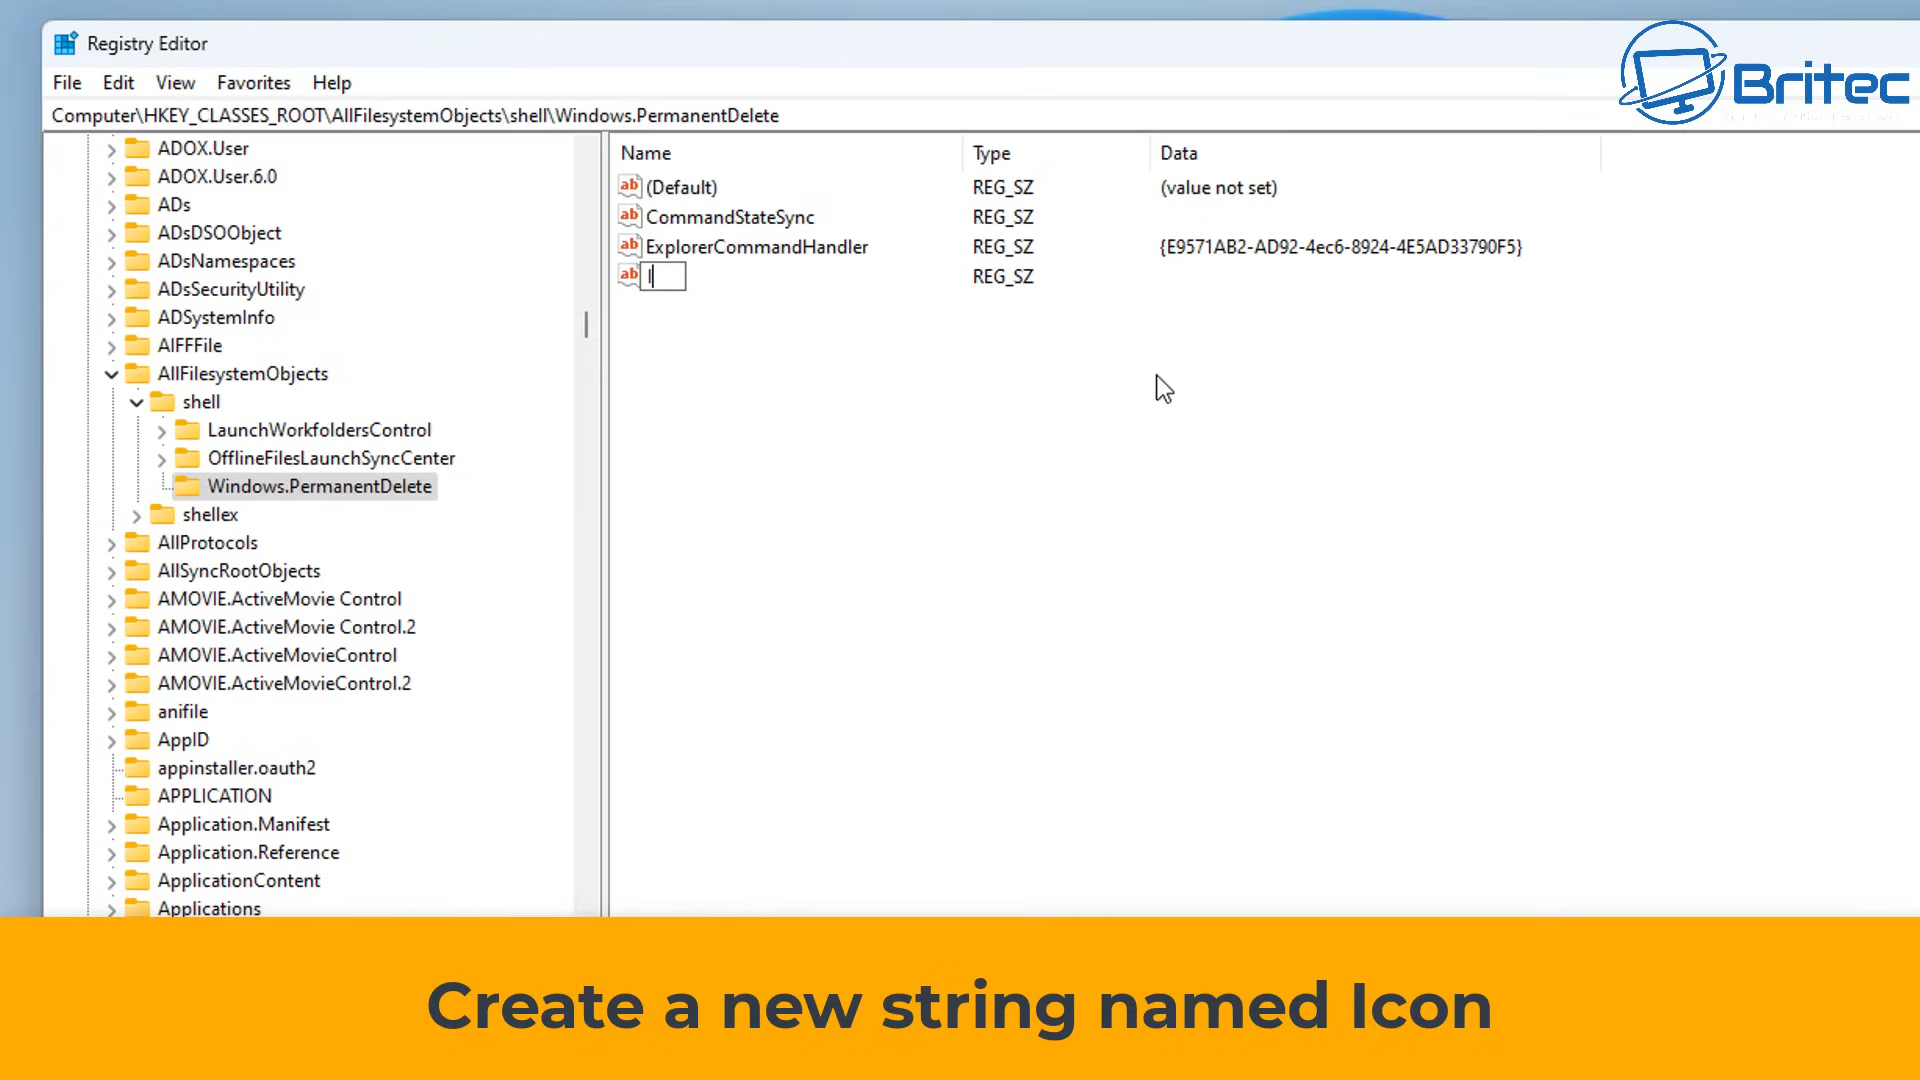 Registry Editor
Britec
File Edit View Favorites Help
Computer\HKEY_CLASSES_ROOT\AllFilesystemObjects\shell\Windows.PermanentDelete
ADOX.User
ADOX.User.6.0
ADs
ADsDSOObject
ADsNamespaces
ADsSecurityUtility
ADSystemInfo
AIFFFile
AllFilesystemObjects
shell
LaunchWorkfoldersControl
OfflineFilesLaunchSyncCenter
Windows.PermanentDelete
shellex
AllProtocols
AllSyncRootObjects
AMOVIE.ActiveMovie Control
AMOVIE.ActiveMovie Control.2
AMOVIE.ActiveMovieControl
AMOVIE.ActiveMovieControl.2
anifile
AppID
appinstaller.oauth2
APPLICATION
Application.Manifest
Application.Reference
ApplicationContent
Applications
Name Type Data
ab (Default) REG_SZ (value not set)
ab CommandStateSync REG_SZ
ab ExplorerCommandHandler REG_SZ {E9571AB2-AD92-4ec6-8924-4E5AD33790F5}
ab I REG_SZ
Create a new string named Icon